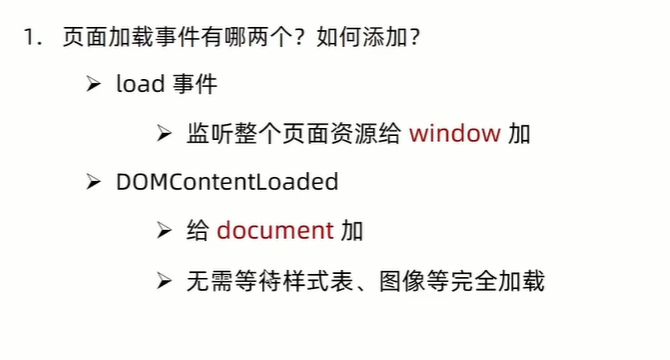 1. 页面加载事件有哪两个？如何添加？
➢ load 事件
➢ 监听整个页面资源给 window 加
➢ DOMContentLoaded
➢ 给 document 加
➢ 无需等待样式表、图像等完全加载